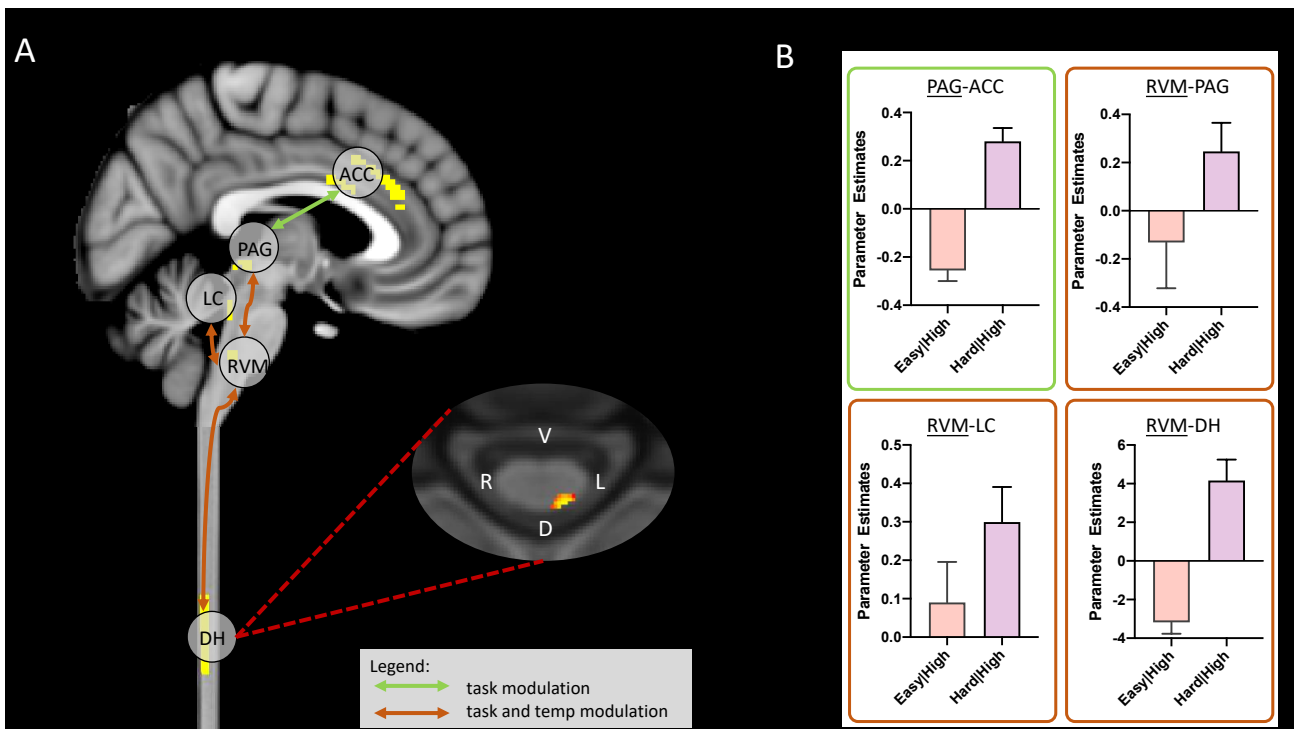 A
ACC
PAG
LC
RVM
DH
V
R
L
D
Legend:
task modulation
task and temp modulation
B
PAG-ACC
Parameter Estimates
0.4
0.2
0.0
-0.2
-0.4
Easy|High
Hard|High
RVM-PAG
Parameter Estimates
0.4
0.2
0.0
-0.2
-0.4
Easy|High
Hard|High
RVM-LC
Parameter Estimates
0.5
0.4
0.3
0.2
0.1
0.0
Easy|High
Hard|High
RVM-DH
Parameter Estimates
6
4
2
0
-2
-4
Easy|High
Hard|High